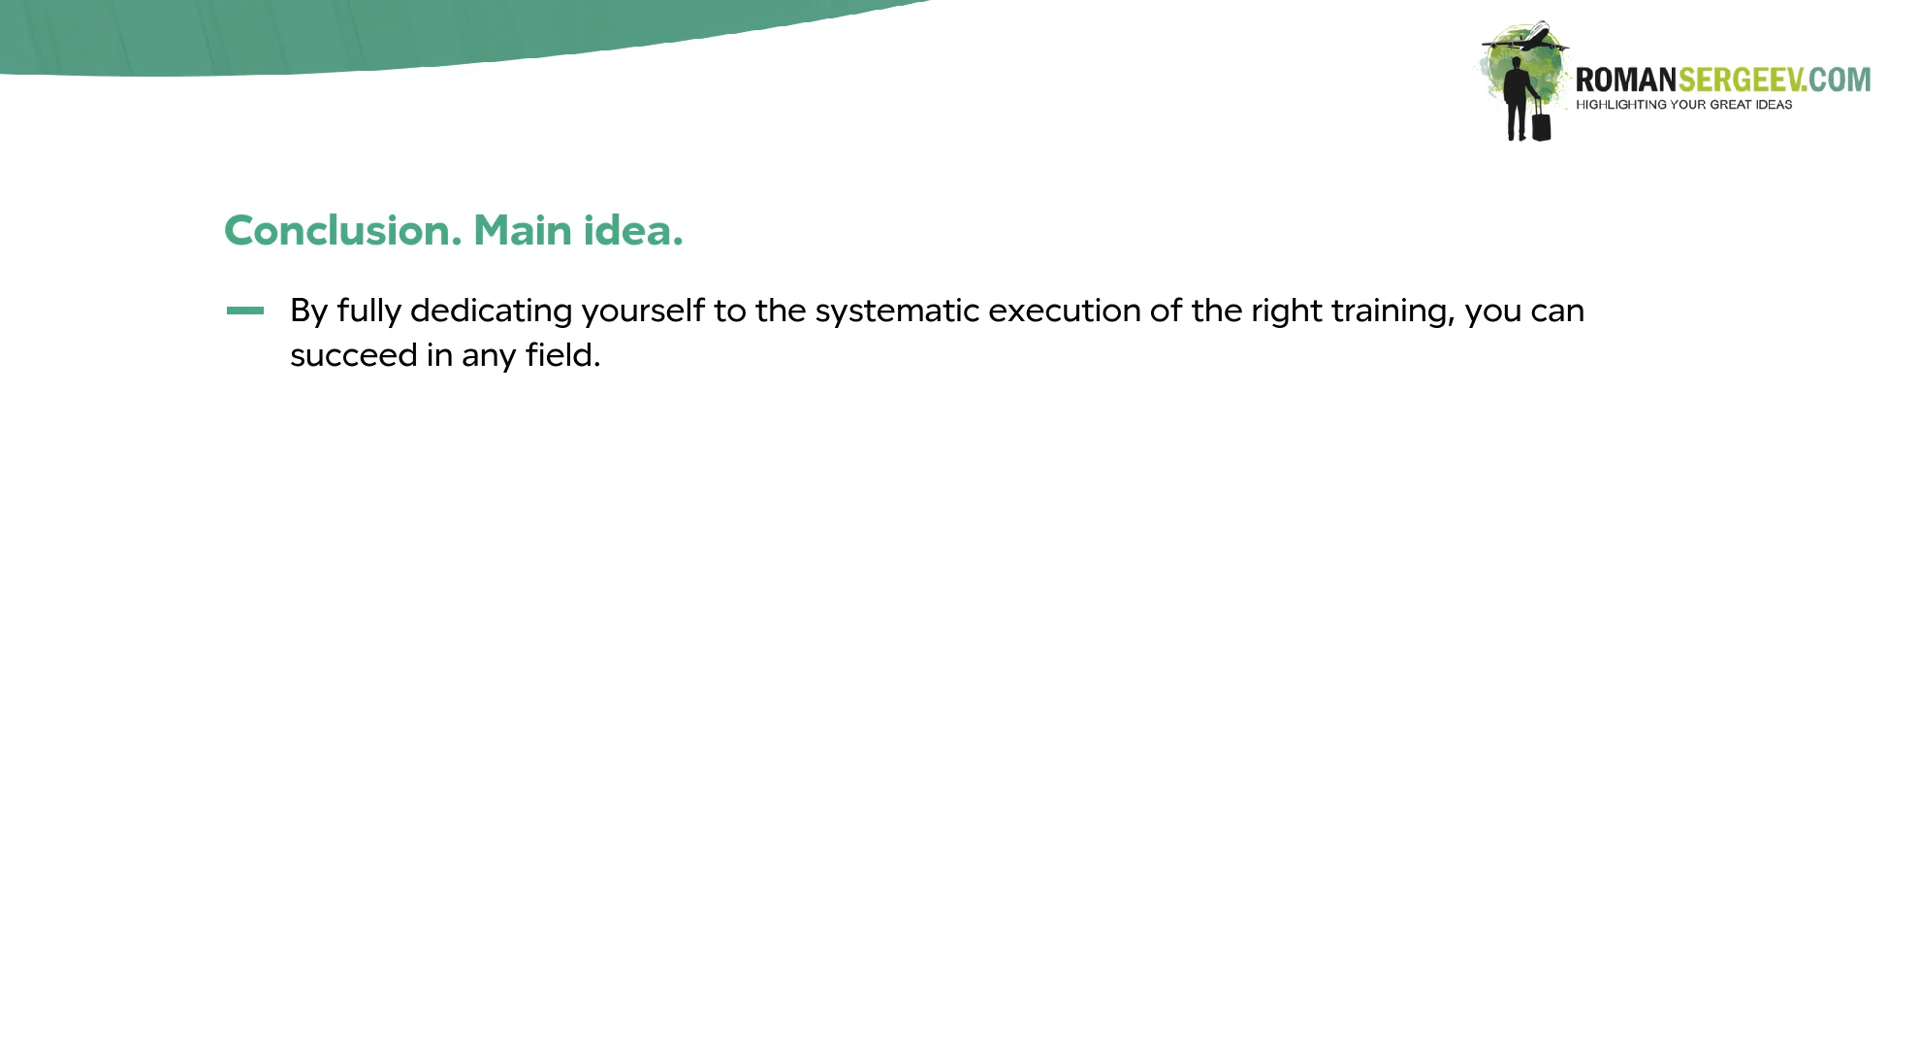 ROMANSERGEEV.COM
HIGHLIGHTING YOUR GREAT IDEAS
Conclusion. Main idea.
By fully dedicating yourself to the systematic execution of the right training, you can
succeed in any field.